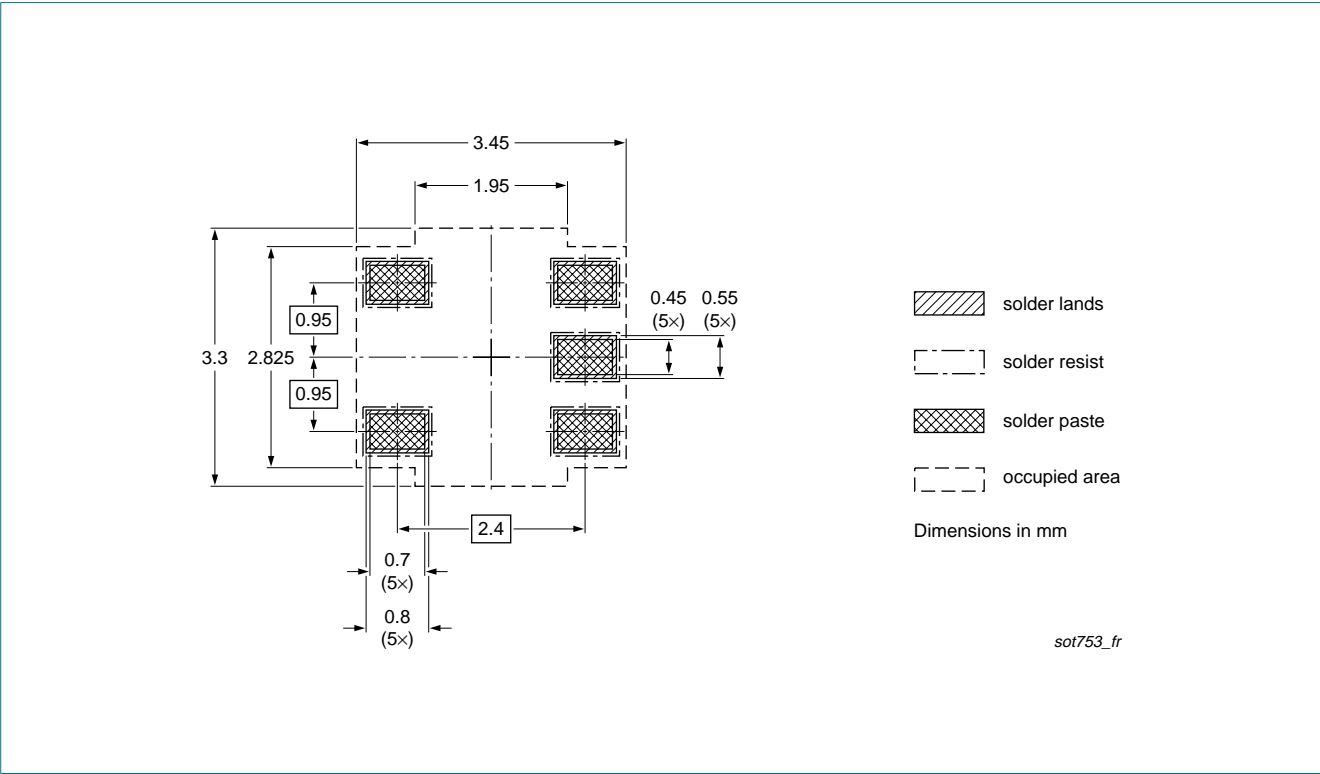 3.45
1.95
0.95
3.3 2.825
0.95
0.45 0.55
(5×) (5×)
2.4
0.7
(5×)
0.8
(5×)
solder lands
solder resist
solder paste
occupied area
Dimensions in mm
sot753_fr